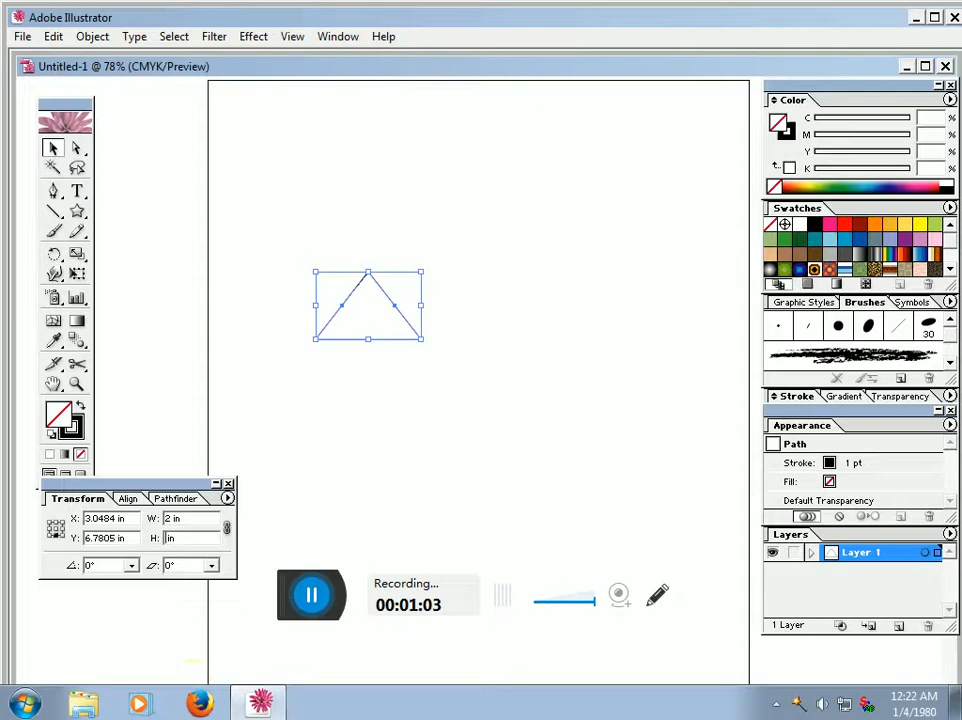 Adobe Illustrator
File Edit Object Type Select Filter Effect View Window Help
Untitled-1 @ 78% (CMYK/Preview)
Color
C %
M %
Y %
K %
Swatches
Graphic Styles Brushes Symbols
30
Stroke Gradient Transparency
Appearance
Path
Stroke: 1 pt
Fill:
Default Transparency
Layers
Layer 1
1 Layer
T
Transform Align Pathfinder
X: 3.0484 in W: 2 in
Y: 6.7805 in H: in
0° 0°
Recording...
00:01:03
12:22 AM
1/4/1980